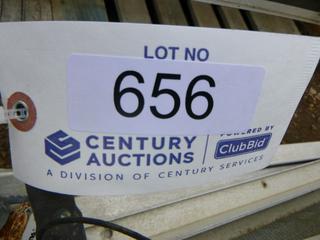 LOT NO
656
CENTURY AUCTIONS
POWERED BY
ClubBid
A DIVISION OF CENTURY SERVICES